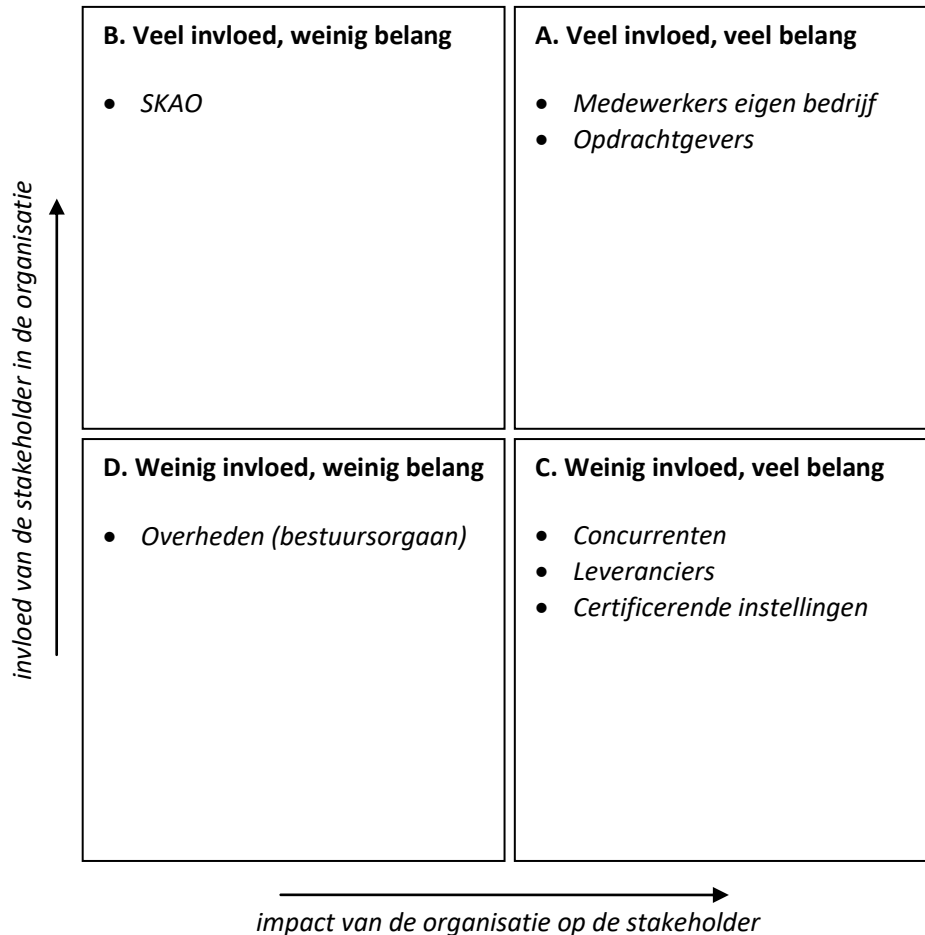 B. Veel invloed, weinig belang
• SKAO
A. Veel invloed, veel belang
• Medewerkers eigen bedrijf
• Opdrachtgevers
invloed van de stakeholder in de organisatie
D. Weinig invloed, weinig belang
• Overheden (bestuursorgaan)
C. Weinig invloed, veel belang
• Concurrenten
• Leveranciers
• Certificerende instellingen
impact van de organisatie op de stakeholder